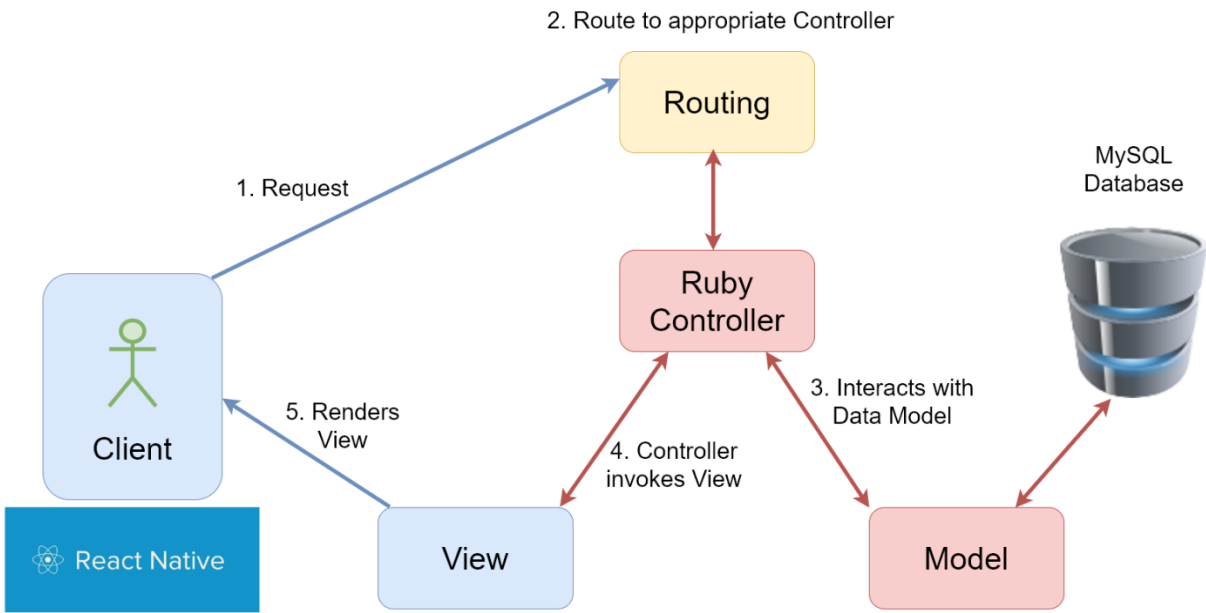 2. Route to appropriate Controller
Routing
MySQL
Database
1. Request
Ruby
Controller
3. Interacts with
Data Model
5. Renders
View
Client
4. Controller
invokes View
React Native
View
Model